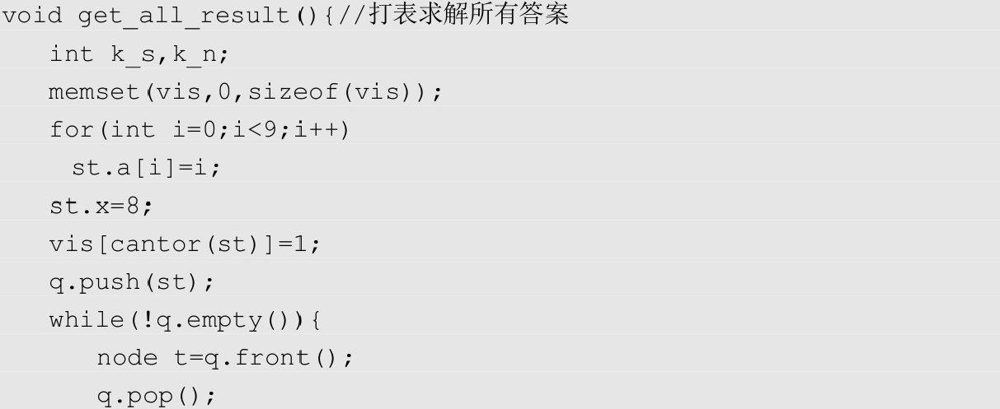 void get_all_result(){//打表求解所有答案
int k_s,k_n;
memset(vis,0,sizeof(vis));
for(int i=0;i<9;i++)
st.a[i]=i;
st.x=8;
vis[cantor(st)]=1;
q.push(st);
while(!q.empty()){
node t=q.front();
q.pop();